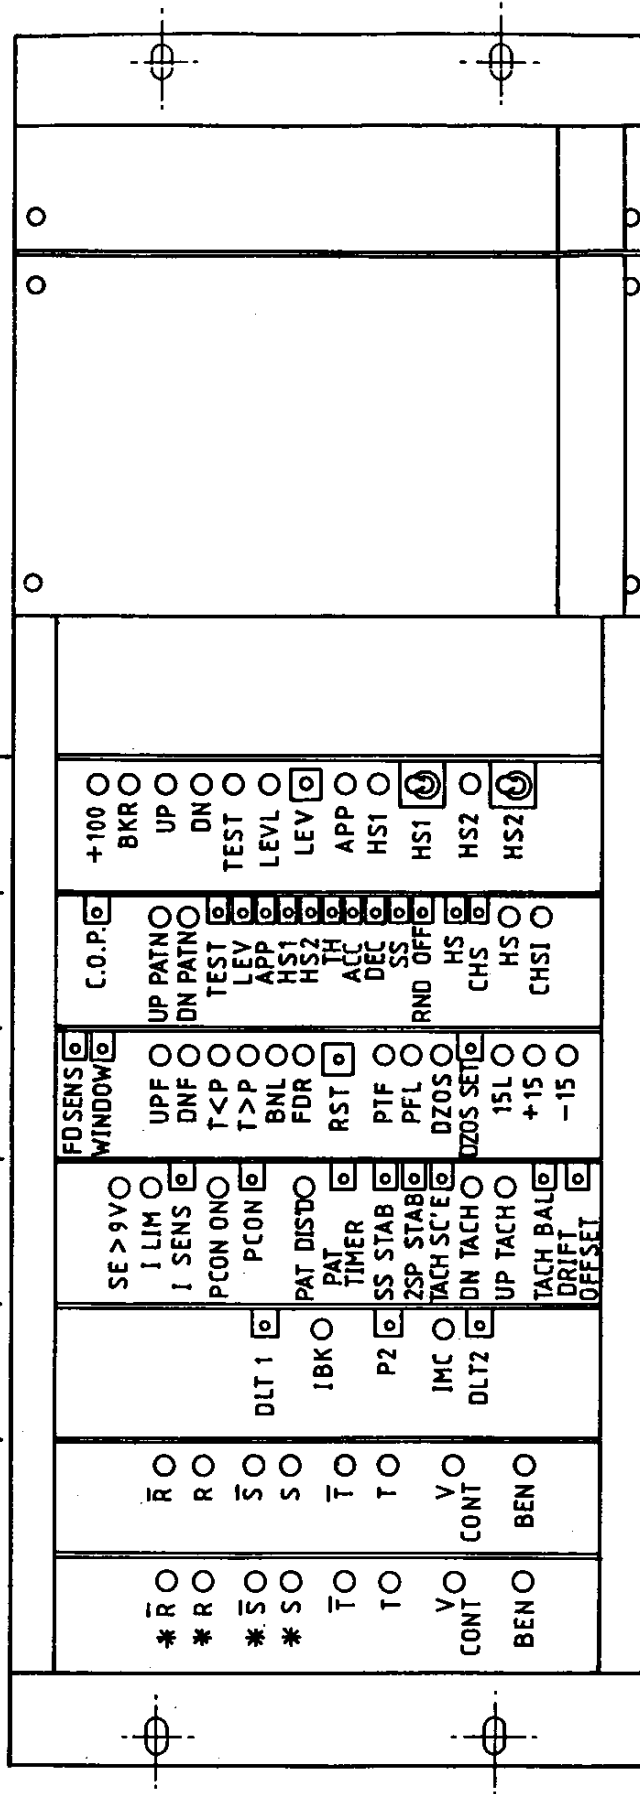 +100
BKR
UP
DN
TEST
LEVL
LEV
APP
HS1
HS1
HS2
HS2
C.O.P.
UP PATN
DN PATN
TEST
LEV
APP
HS1
HS2
TH
ACC
DEC
SS
RND OFF
HS
CHS
HS
CHSI
FD SENS
WINDOW
UPF
DNF
T<P
T>P
BNL
FDR
RST
PTF
PFL
DZOS
DZOS SET
15L
+15
-15
SE>9V
I LIM
I SENS
PCON ON
PCON
PAT DIS'D
PAT
TIMER
SS STAB
2SP STAB
TACH SC'E
DN TACH
UP TACH
TACH BAL
DRIFT
OFFSET
DLT 1
IBK
P2
IMC
DLT2
R̅
R
S̅
S
T̅
T
V
CONT
BEN
*R̅
*R
*S̅
*S
T̅
T
V
CONT
BEN